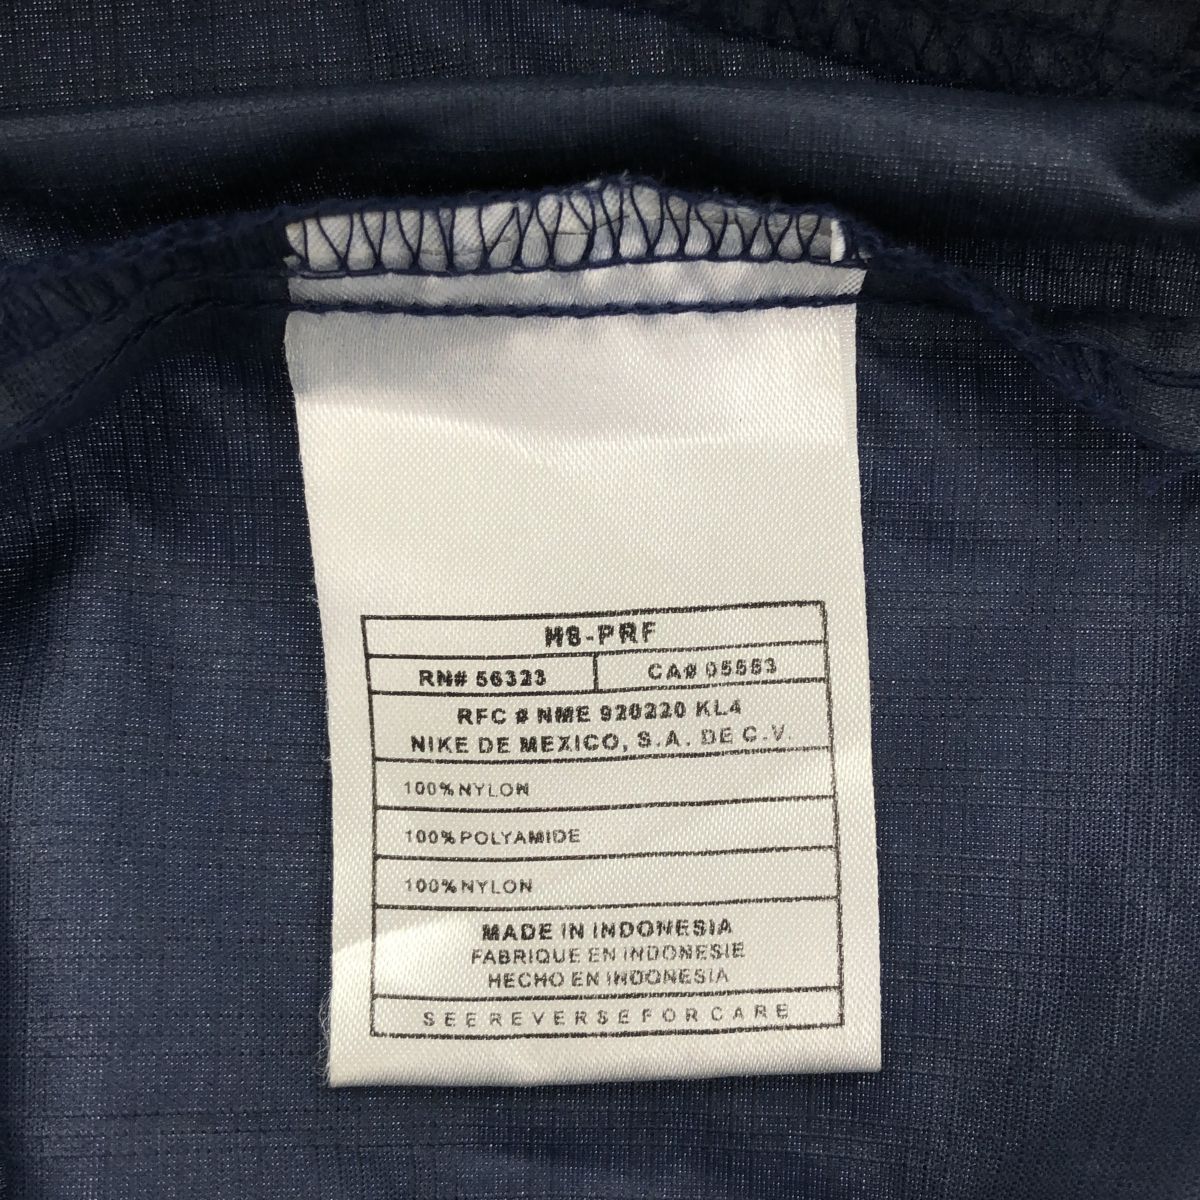 H8-PRF
RN# 56323
CA# 05553
RFC # NME 920220 KL4
NIKE DE MEXICO, S.A. DE C.V.
100% NYLON
100% POLYAMIDE
100% NYLON
MADE IN INDONESIA
FABRIQUE EN INDONESIE
HECHO EN INDONESIA
SEE REVERSE FOR CARE